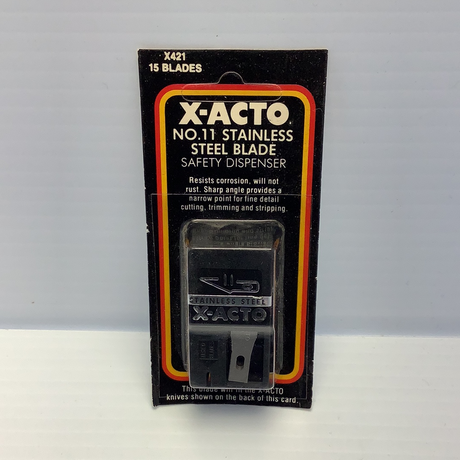 X421
15 BLADES
X-ACTO
NO.11 STAINLESS
STEEL BLADE
SAFETY DISPENSER
Resists corrosion, will not
rust. Sharp angle provides a
narrow point for fine detail
cutting, trimming and stripping.
11
STAINLESS STEEL
X-ACTO
This blade will fit the X-ACTO
knives shown on the back of this card.